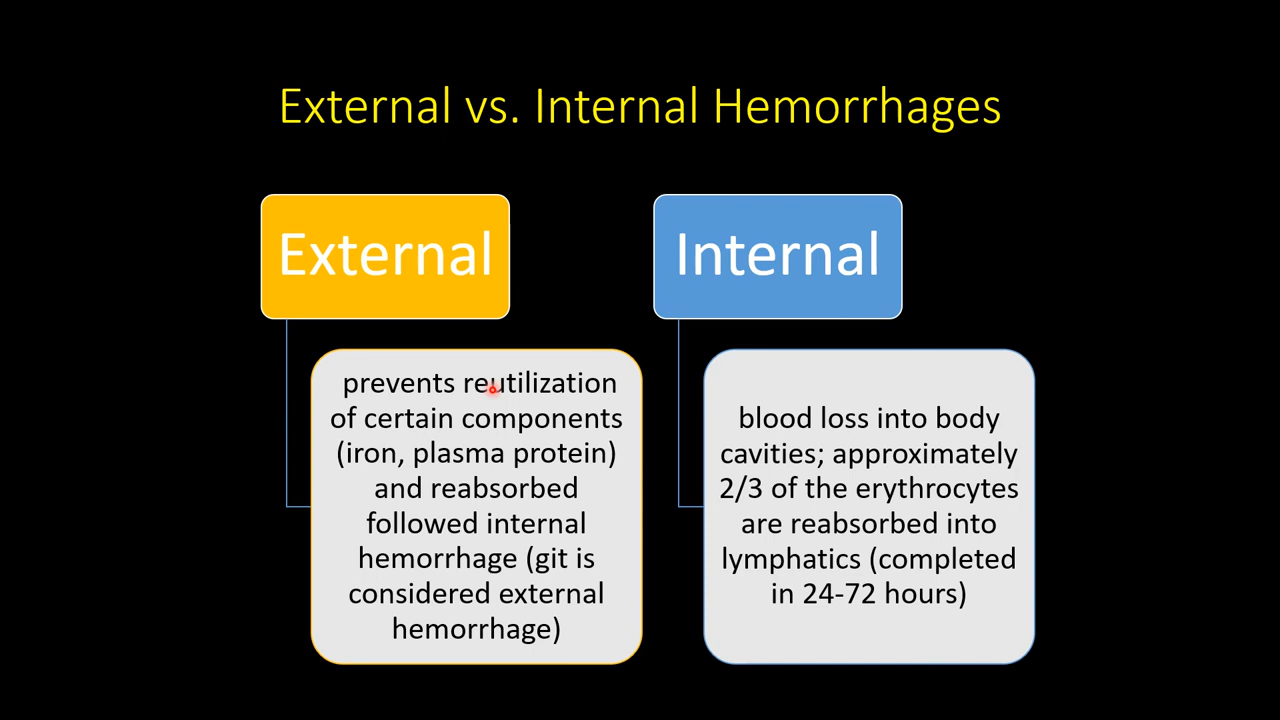 External vs. Internal Hemorrhages
External
prevents reutilization
of certain components
(iron, plasma protein)
and reabsorbed
followed internal
hemorrhage (git is
considered external
hemorrhage)
Internal
blood loss into body
cavities; approximately
2/3 of the erythrocytes
are reabsorbed into
lymphatics (completed
in 24-72 hours)